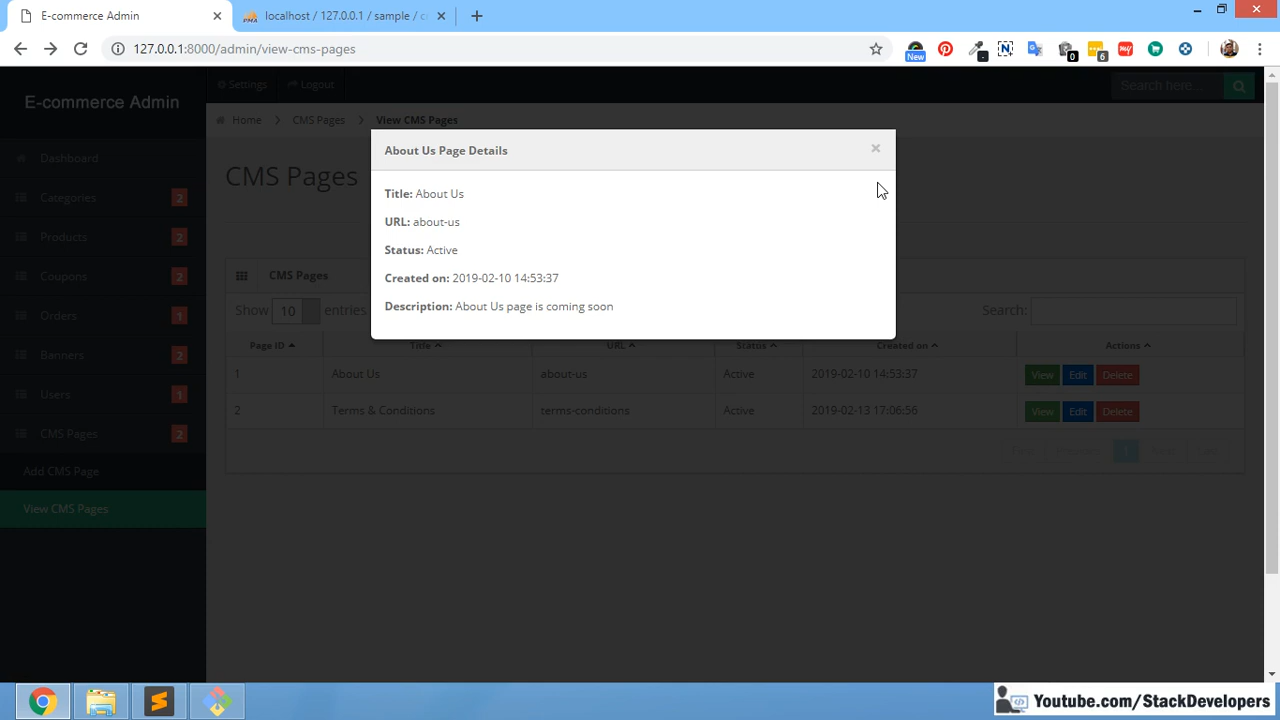 E-commerce Admin
localhost / 127.0.0.1 / sample / c
127.0.0.1:8000/admin/view-cms-pages
New
0
6
my
E-commerce Admin
Settings
Logout
Search here...
Home
CMS Pages
View CMS Pages
Dashboard
Categories 2
Products 2
Coupons 2
Orders 1
Banners 2
Users 1
CMS Pages 2
Add CMS Page
View CMS Pages
CMS Pages
About Us Page Details ×
Title: About Us
URL: about-us
Status: Active
Created on: 2019-02-10 14:53:37
Description: About Us page is coming soon
CMS Pages
Show 10 entries
Search:
Page ID Title URL Status Created on Actions
1 About Us about-us Active 2019-02-10 14:53:37 View Edit Delete
2 Terms & Conditions terms-conditions Active 2019-02-13 17:06:56 View Edit Delete
1
Youtube.com/StackDevelopers